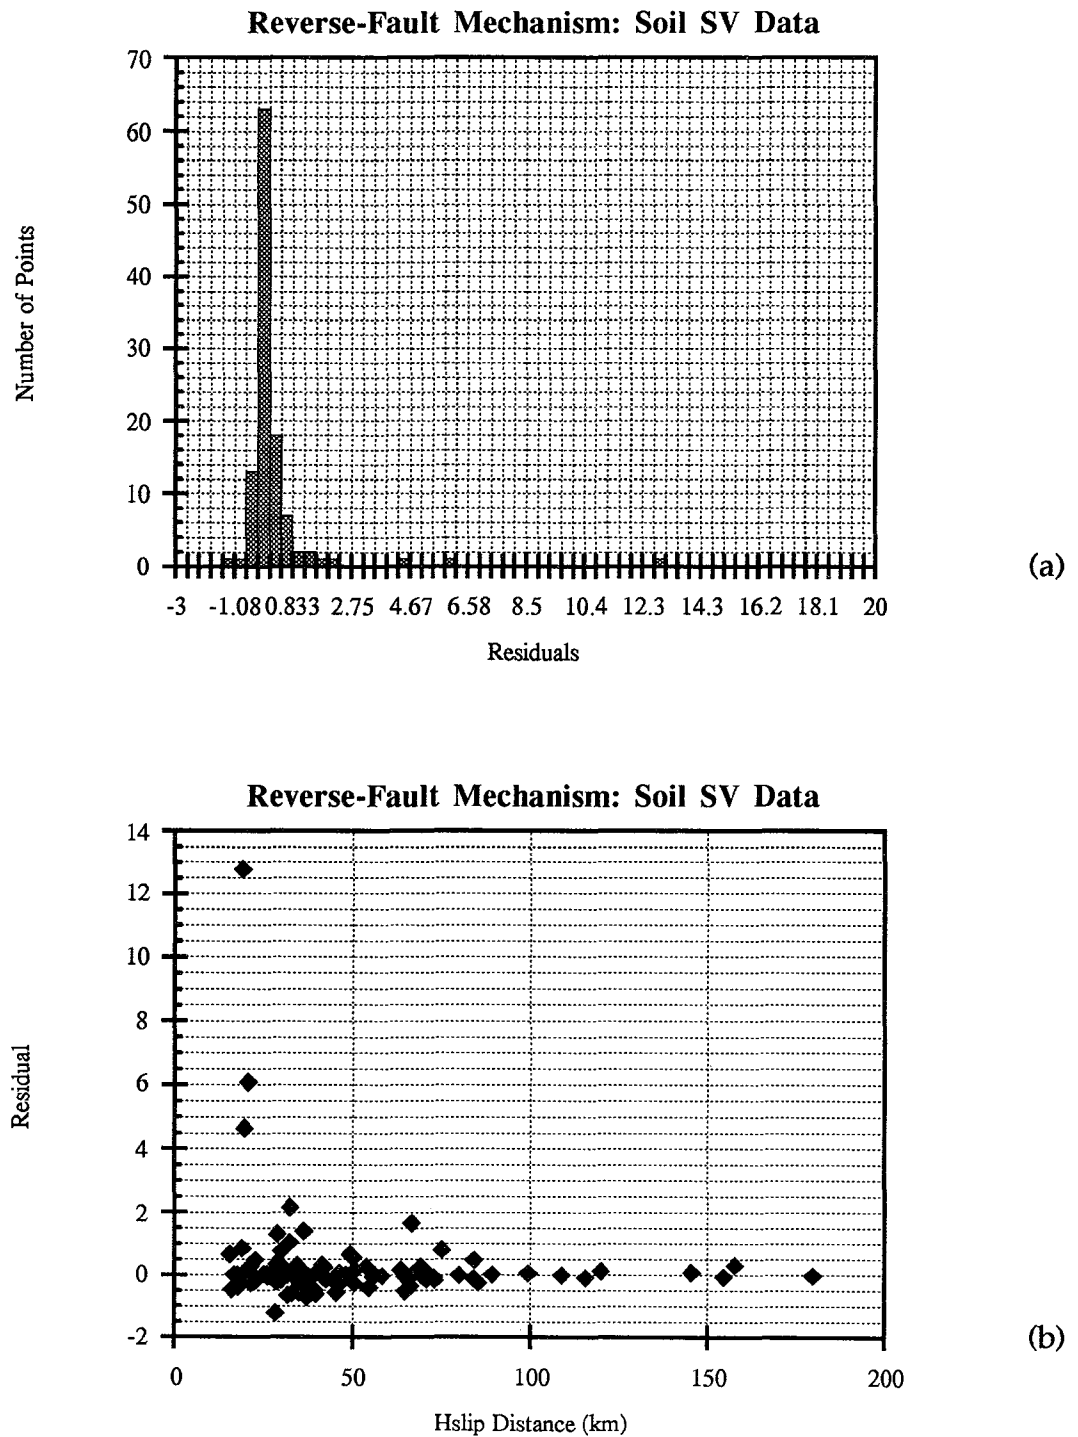 Reverse-Fault Mechanism: Soil SV Data
70
60
50
40
30
20
10
0
Number of Points
-3 -1.08 0.833 2.75 4.67 6.58 8.5 10.4 12.3 14.3 16.2 18.1 20
Residuals
(a)
Reverse-Fault Mechanism: Soil SV Data
14
12
10
8
6
4
2
0
-2
Residual
0 50 100 150 200
Hslip Distance (km)
(b)